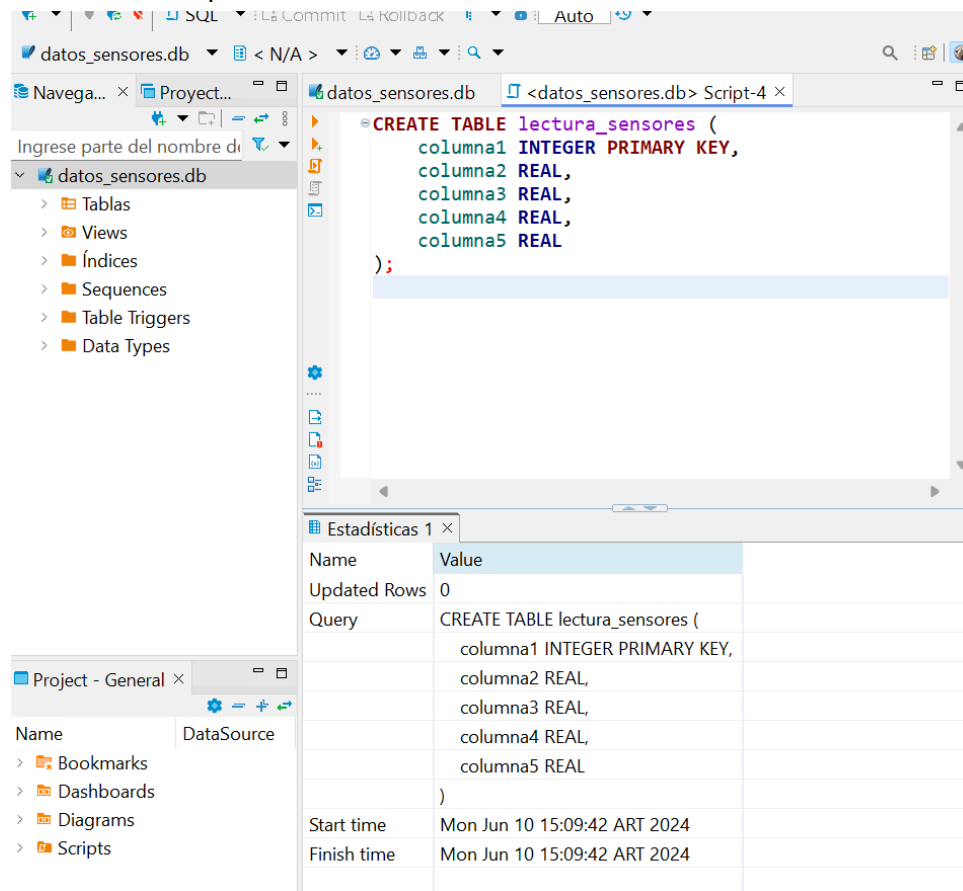 SQL Commit Rollback Auto
datos_sensores.db < N/A >
Navega... Proyect...
Ingrese parte del nombre de
datos_sensores.db
Tablas
Views
Índices
Sequences
Table Triggers
Data Types
datos_sensores.db <datos_sensores.db> Script-4
CREATE TABLE lectura_sensores (
columna1 INTEGER PRIMARY KEY,
columna2 REAL,
columna3 REAL,
columna4 REAL,
columna5 REAL
);
Estadísticas 1
Name Value
Updated Rows 0
Query CREATE TABLE lectura_sensores (
columna1 INTEGER PRIMARY KEY,
columna2 REAL,
columna3 REAL,
columna4 REAL,
columna5 REAL
)
Start time Mon Jun 10 15:09:42 ART 2024
Finish time Mon Jun 10 15:09:42 ART 2024
Project - General
Name DataSource
Bookmarks
Dashboards
Diagrams
Scripts